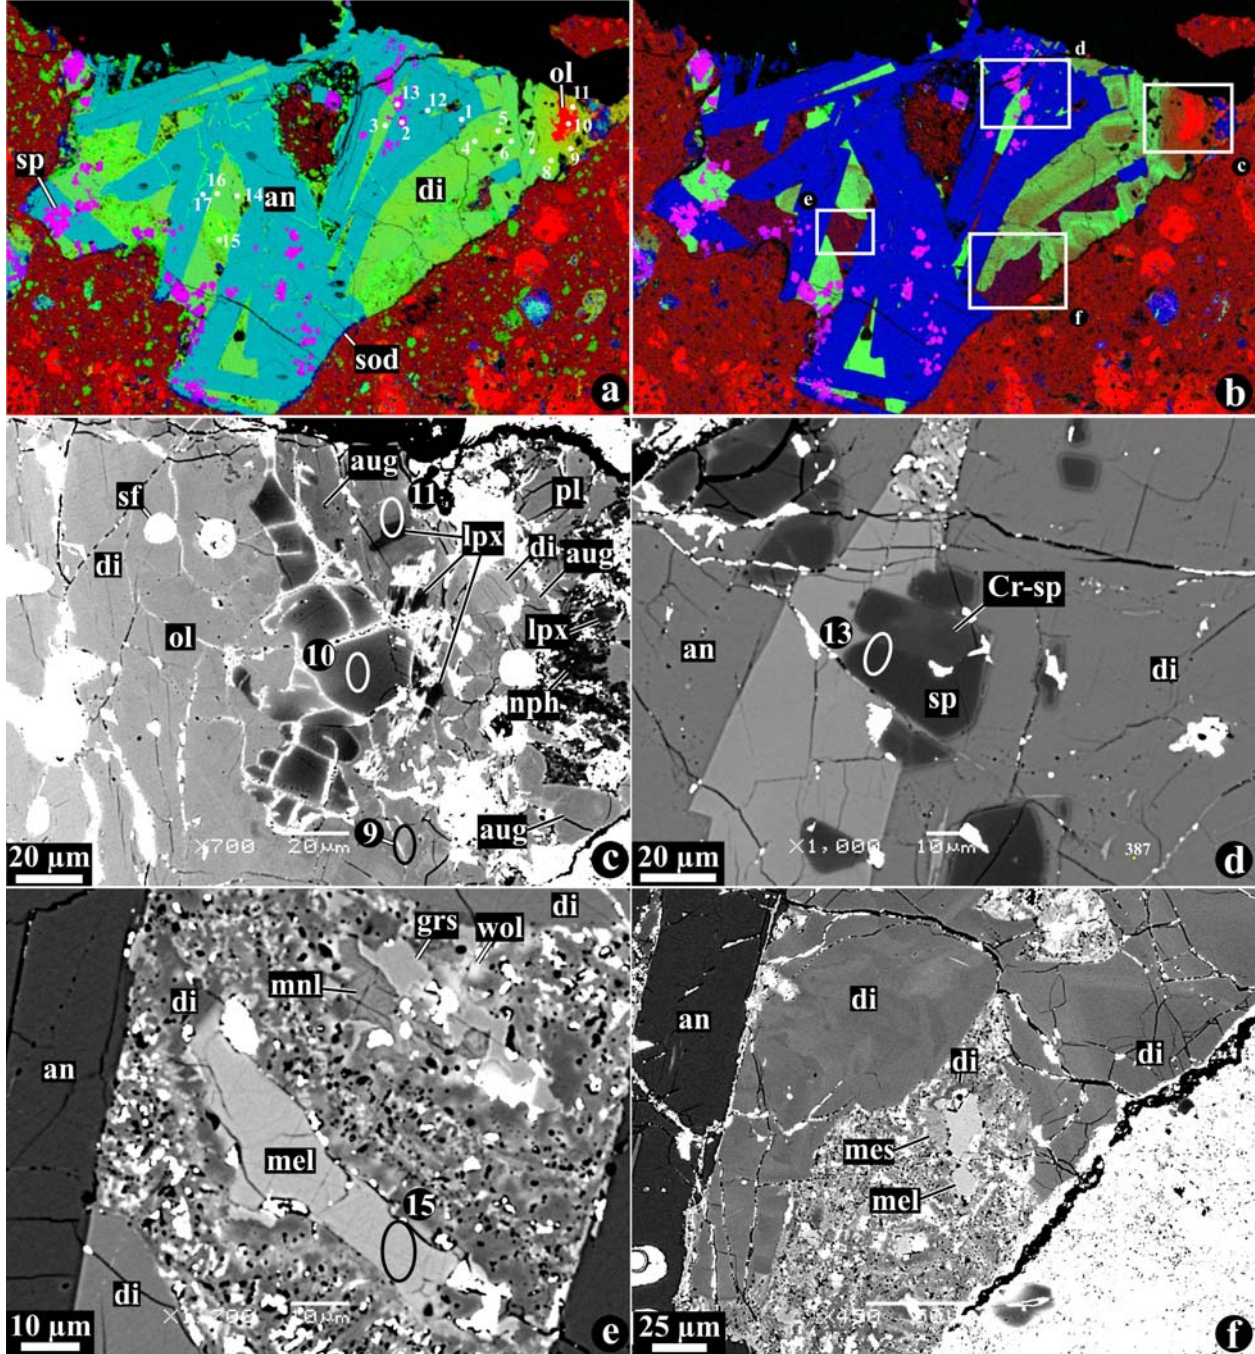 ol
11
13
12
1
10
3
2
5
4
6
7
9
8
sp
16
17
14
an
di
15
sod
a
d
c
e
f
b
aug
sf
11
pl
lpx
di
di
aug
ol
10
lpx
nph
9
aug
X700 20μm
20 μm
c
Cr-sp
13
an
di
sp
X1,000 10μm
387
20 μm
d
di
grs
wol
mnl
di
an
mel
15
di
10 μm
e
di
an
di
di
mes
mel
25 μm
f